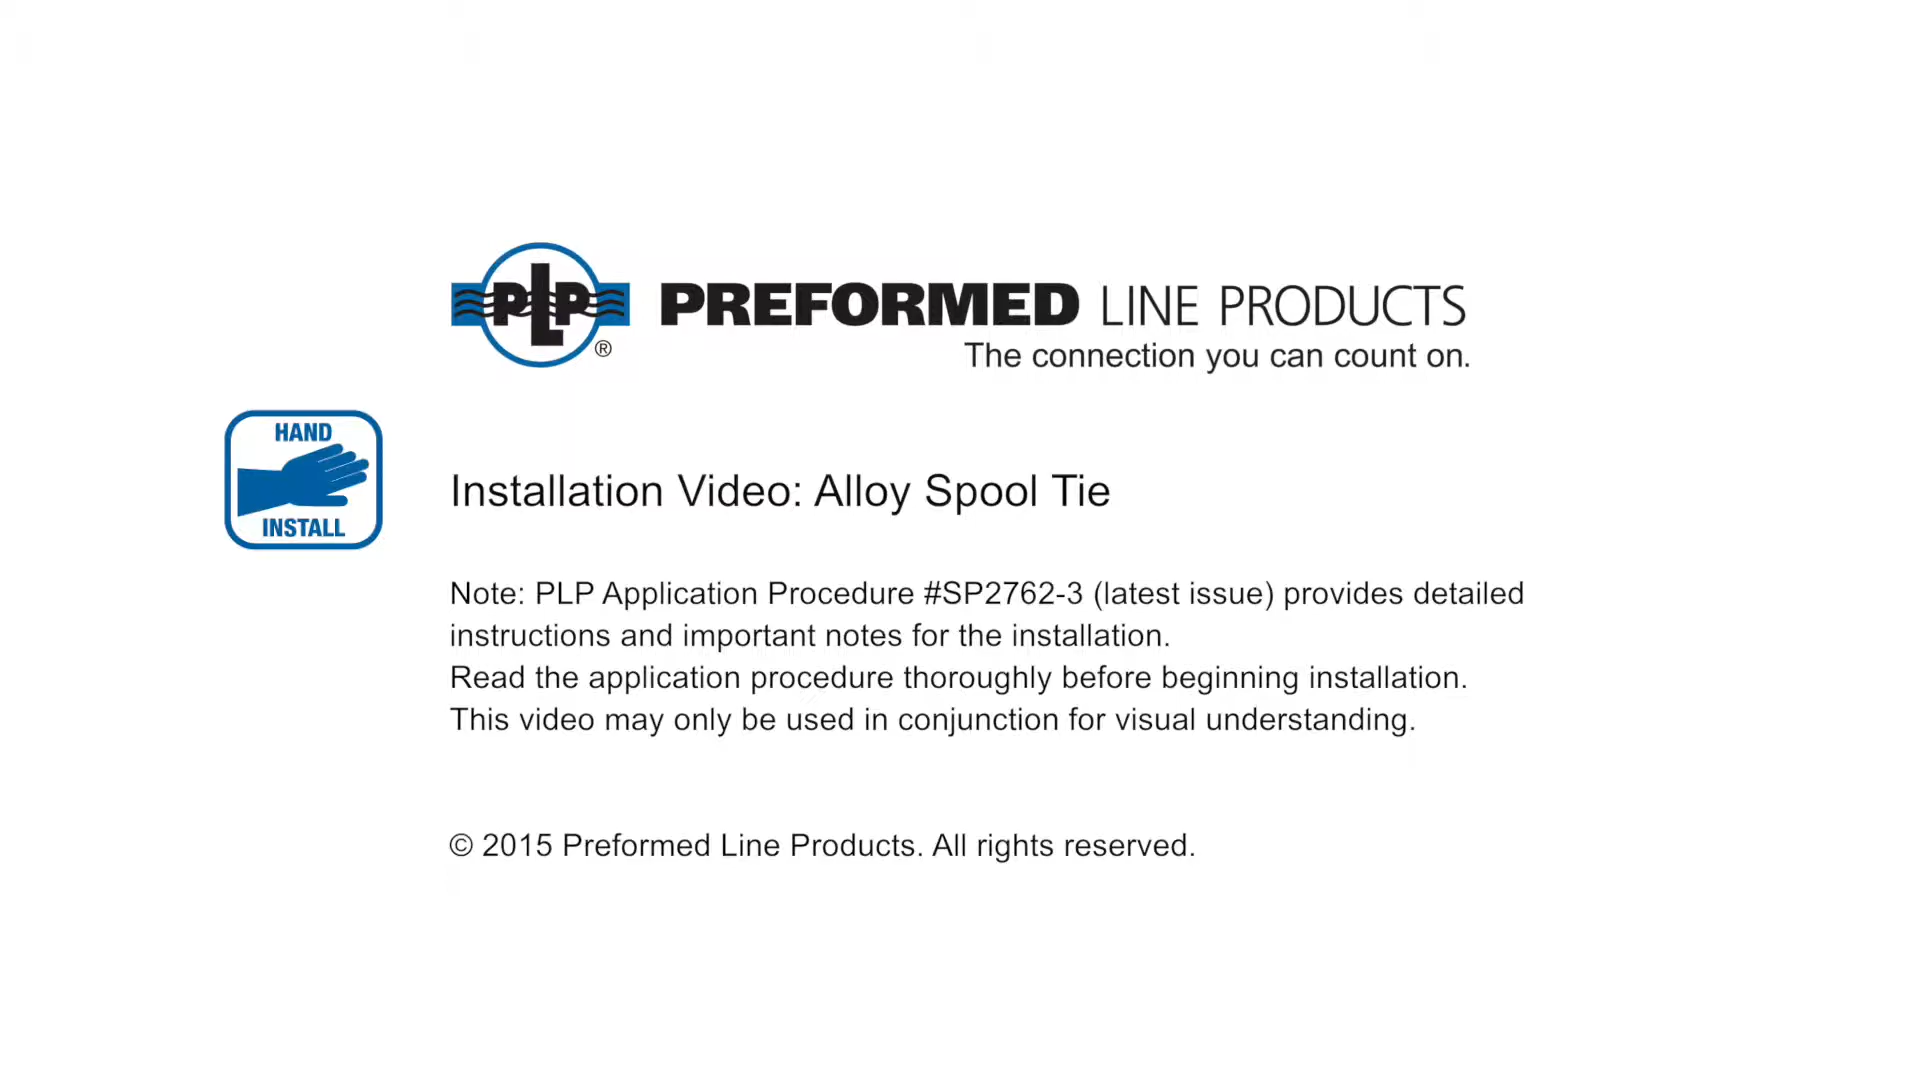 PLP®
PREFORMED LINE PRODUCTS
The connection you can count on.
HAND
INSTALL
Installation Video: Alloy Spool Tie
Note: PLP Application Procedure #SP2762-3 (latest issue) provides detailed
instructions and important notes for the installation.
Read the application procedure thoroughly before beginning installation.
This video may only be used in conjunction for visual understanding.
© 2015 Preformed Line Products. All rights reserved.